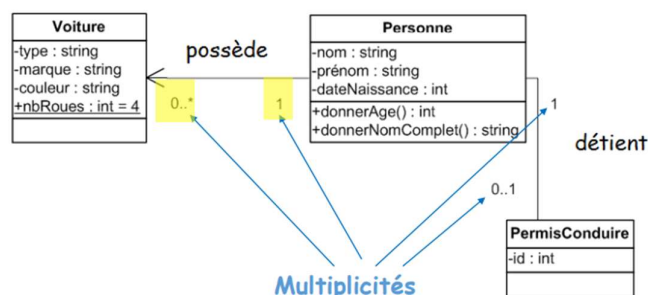 Voiture
-type : string
-marque : string
-couleur : string
+nbRoues : int = 4
possède
0..*
1
Personne
-nom : string
-prénom : string
-dateNaissance : int
+donnerAge() : int
+donnerNomComplet() : string
1
détient
0..1
PermisConduire
-id : int
Multiplicités